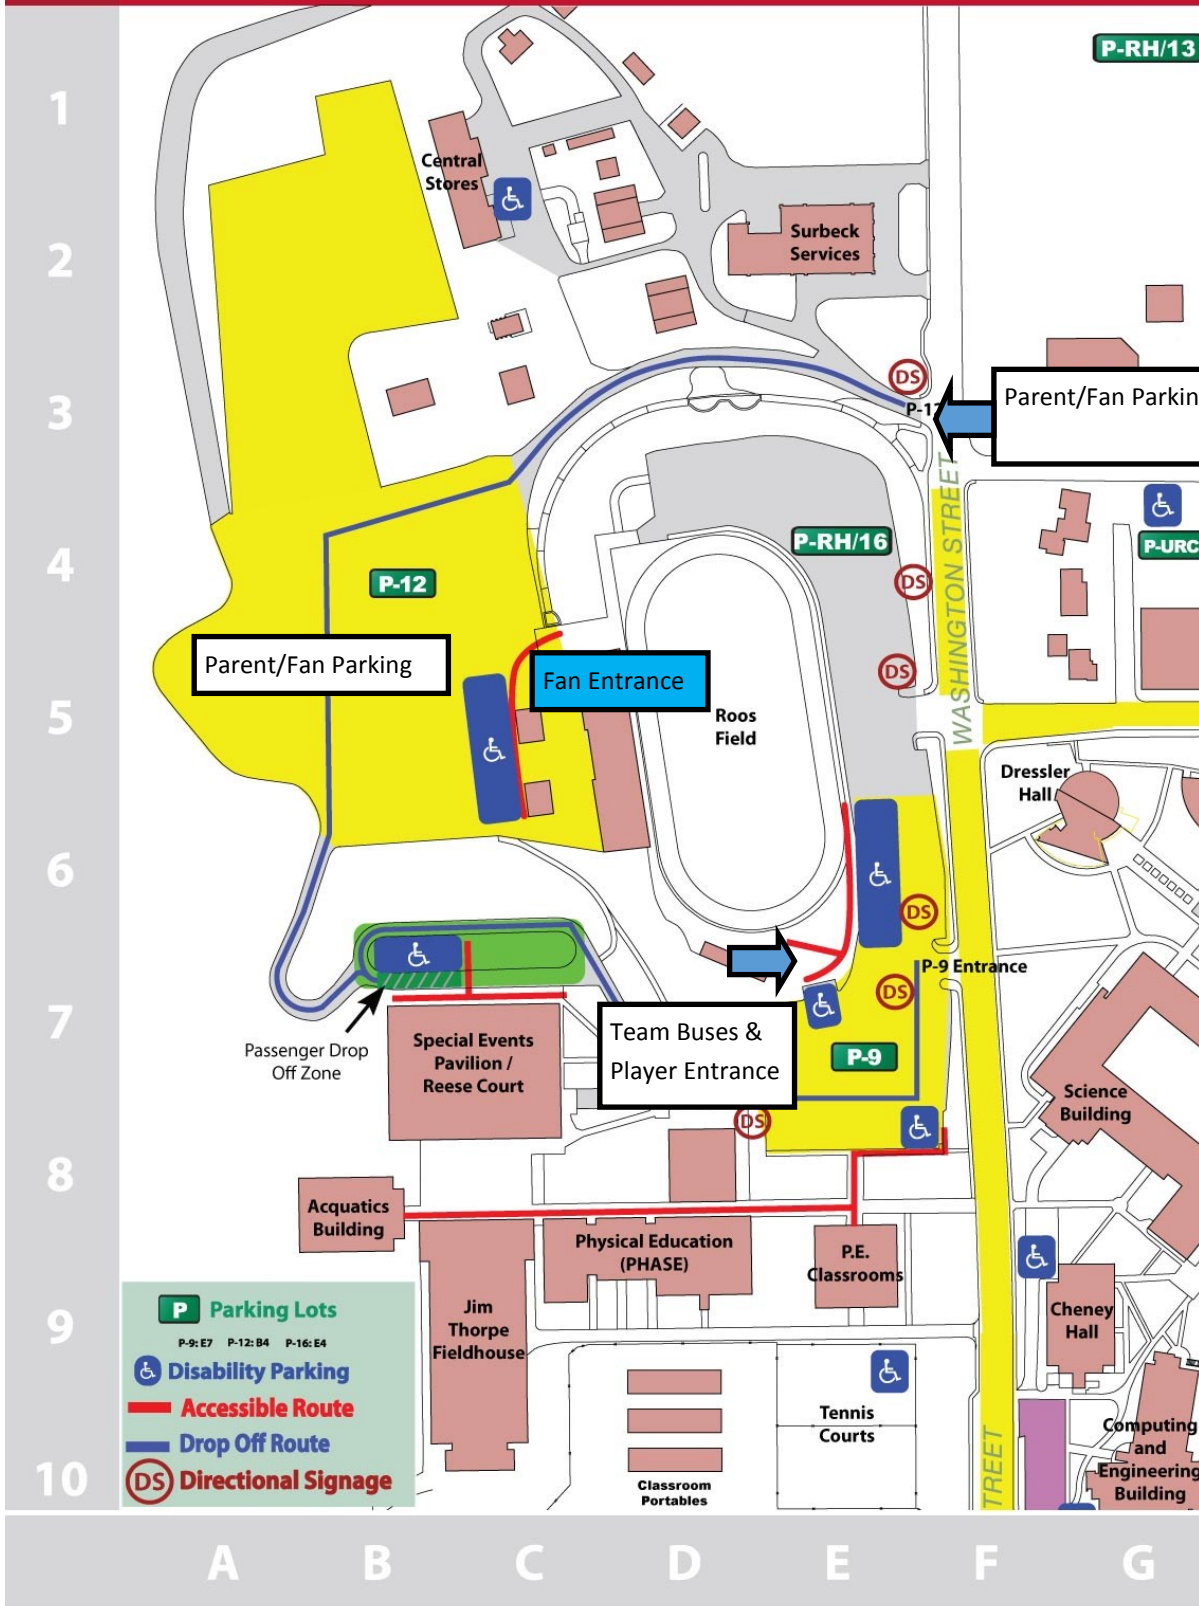 P-RH/13
1
Central
Stores
Surbeck
Services
2
DS
Parent/Fan Parkin
3
WASHINGTON STREET
P-RH/16
P-URC
4
P-12
DS
Parent/Fan Parking
Fan Entrance
DS
5
Roos
Field
Dressler
Hall
6
DS
P-9 Entrance
DS
7
Passenger Drop
Off Zone
Special Events
Pavilion /
Reese Court
Team Buses &
Player Entrance
P-9
Science
Building
DS
8
Acquatics
Building
Physical Education
(PHASE)
P.E.
Classrooms
9
Jim
Thorpe
Fieldhouse
Cheney
Hall
P Parking Lots
P-9: E7 P-12: B4 P-16: E4
Disability Parking
Accessible Route
Drop Off Route
DS Directional Signage
Tennis
Courts
Classroom
Portables
TREET
Computing
and
Engineering
Building
10
A B C D E F G